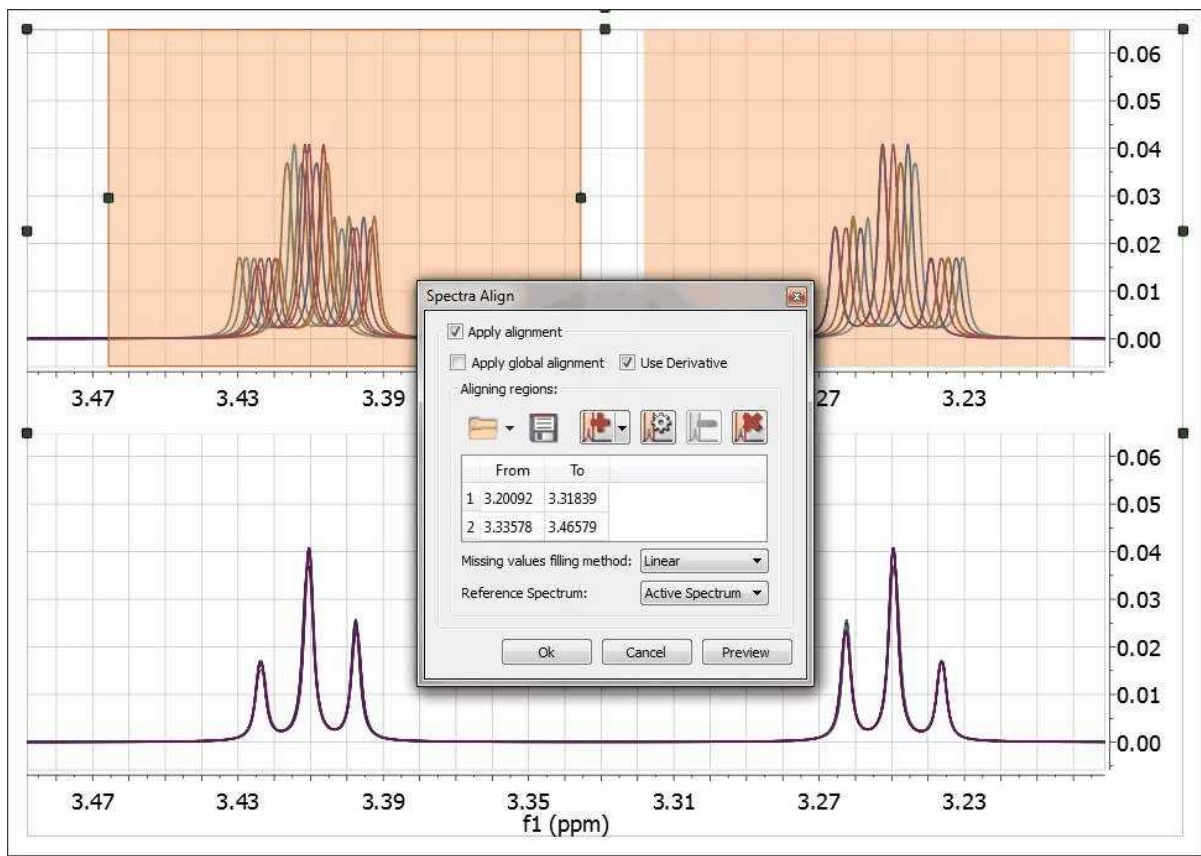 0.06
0.05
0.04
0.03
0.02
0.01
0.00
3.47 3.43 3.39 27 3.23
Spectra Align
Apply alignment
Apply global alignment Use Derivative
Aligning regions:
From To
1 3.20092 3.31839
2 3.33578 3.46579
Missing values filling method: Linear
Reference Spectrum: Active Spectrum
Ok Cancel Preview
0.06
0.05
0.04
0.03
0.02
0.01
0.00
3.47 3.43 3.39 3.35 3.31 3.27 3.23
f1 (ppm)